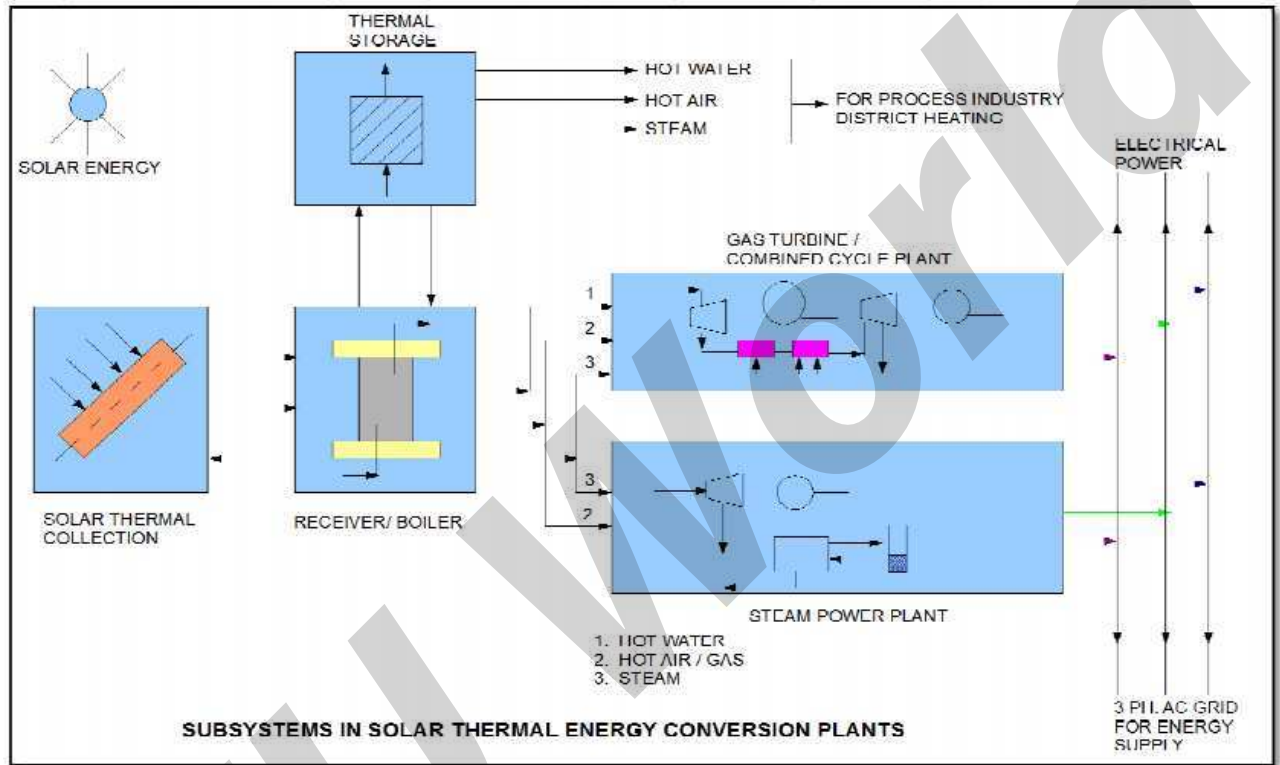 THERMAL
STORAGE
HOT WATER
HOT AIR
STEAM
FOR PROCESS INDUSTRY
DISTRICT HEATING
SOLAR ENERGY
ELECTRICAL
POWER
GAS TURBINE /
COMBINED CYCLE PLANT
1
2
3
3
2
SOLAR THERMAL
COLLECTION
RECEIVER/ BOILER
STEAM POWER PLANT
1. HOT WATER
2. HOT AIR / GAS
3. STEAM
3 PH. AC GRID
FOR ENERGY
SUPPLY
SUBSYSTEMS IN SOLAR THERMAL ENERGY CONVERSION PLANTS
World